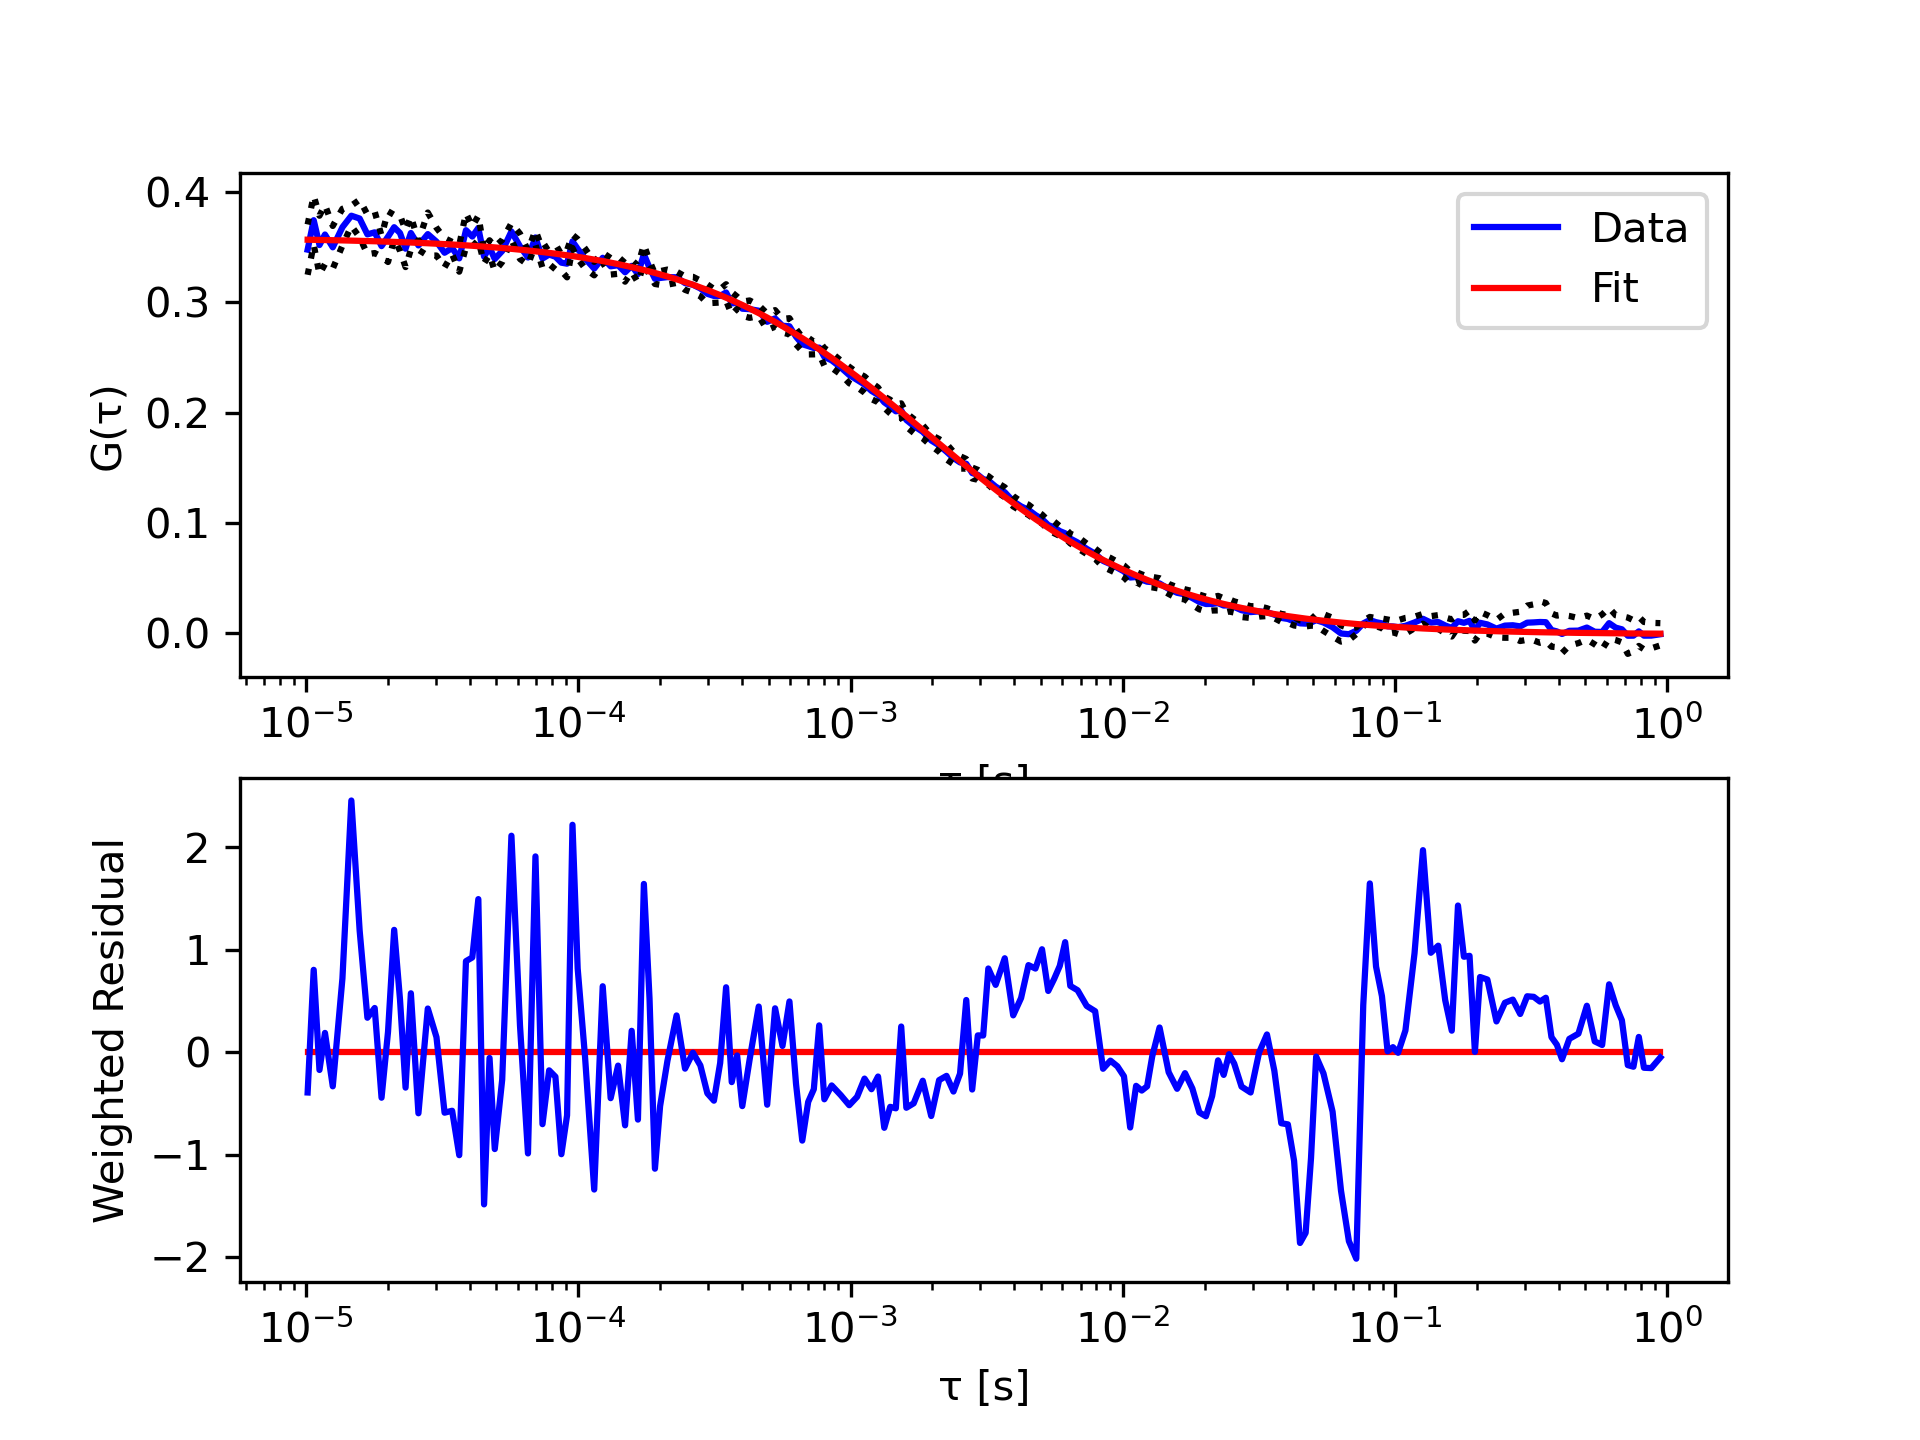 0.4
0.3
0.2
0.1
0.0
G(τ)
Data
Fit
10⁻⁵ 10⁻⁴ 10⁻³ 10⁻² 10⁻¹ 10⁰
τ [s]
2
1
0
−1
−2
Weighted Residual
10⁻⁵ 10⁻⁴ 10⁻³ 10⁻² 10⁻¹ 10⁰
τ [s]